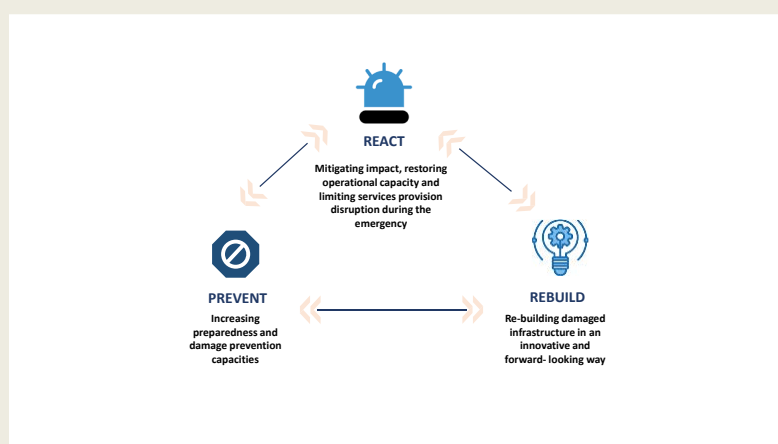 REACT
Mitigating impact, restoring
operational capacity and
limiting services provision
disruption during the
emergency
PREVENT
Increasing
preparedness and
damage prevention
capacities
REBUILD
Re-building damaged
infrastructure in an
innovative and
forward- looking way